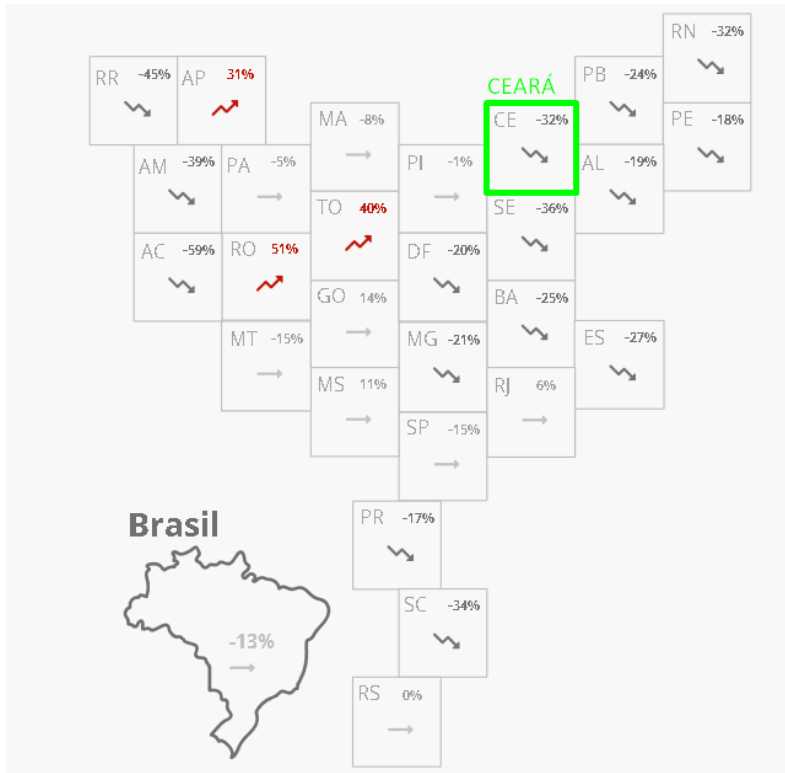 RN -32%
RR -45% AP 31% PB -24%
CEARÁ
MA -8% CE -32% PE -18%
AM -39% PA -5% PI -1% AL -19%
TO 40% SE -36%
AC -59% RO 51% DF -20%
GO 14% BA -25%
MT -15% MG -21% ES -27%
MS 11% RJ 6%
SP -15%
PR -17%
Brasil
SC -34%
-13%
RS 0%